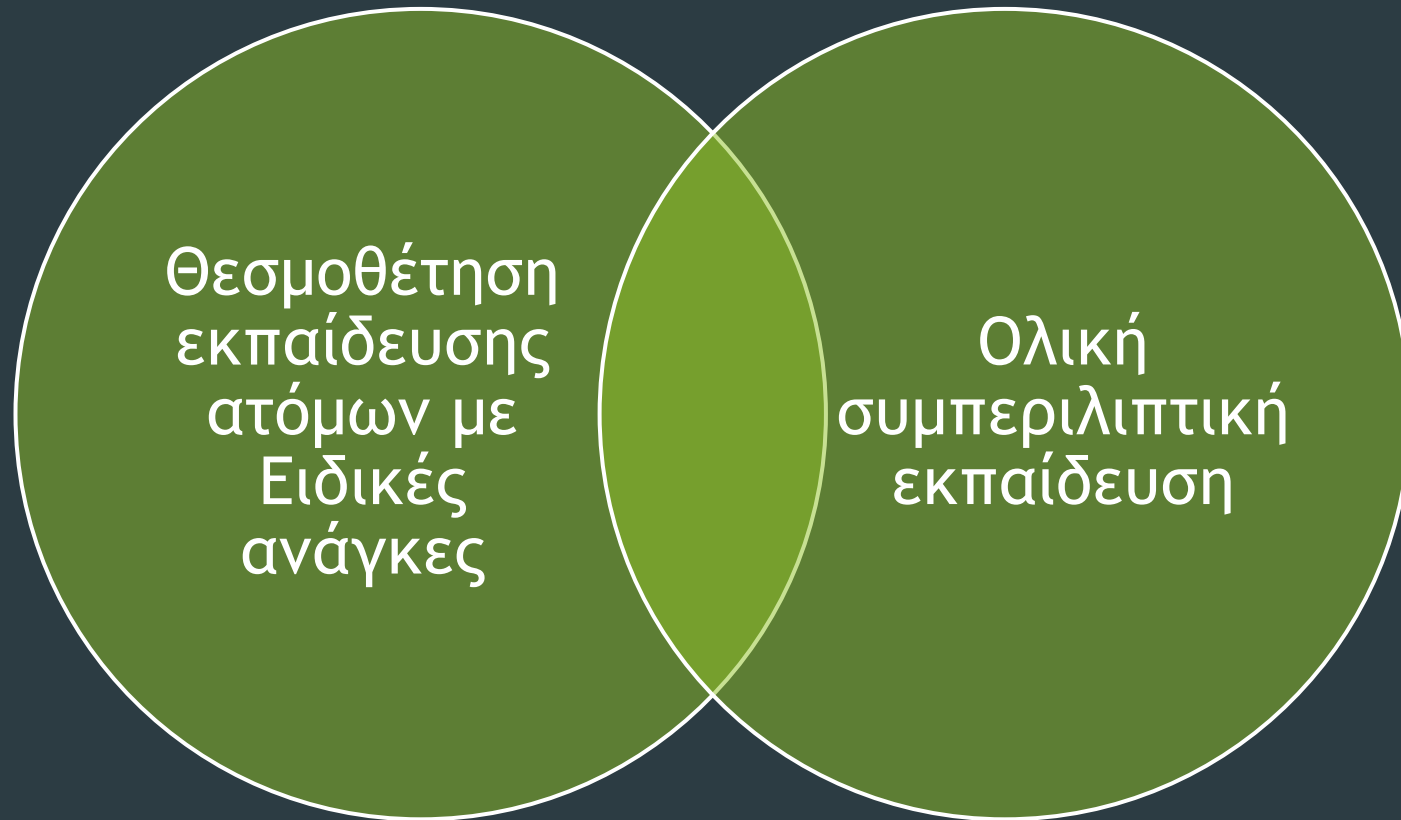 Θεσμοθέτηση
εκπαίδευσης
ατόμων με
Ειδικές
ανάγκες
Ολική
συμπεριλιπτική
εκπαίδευση